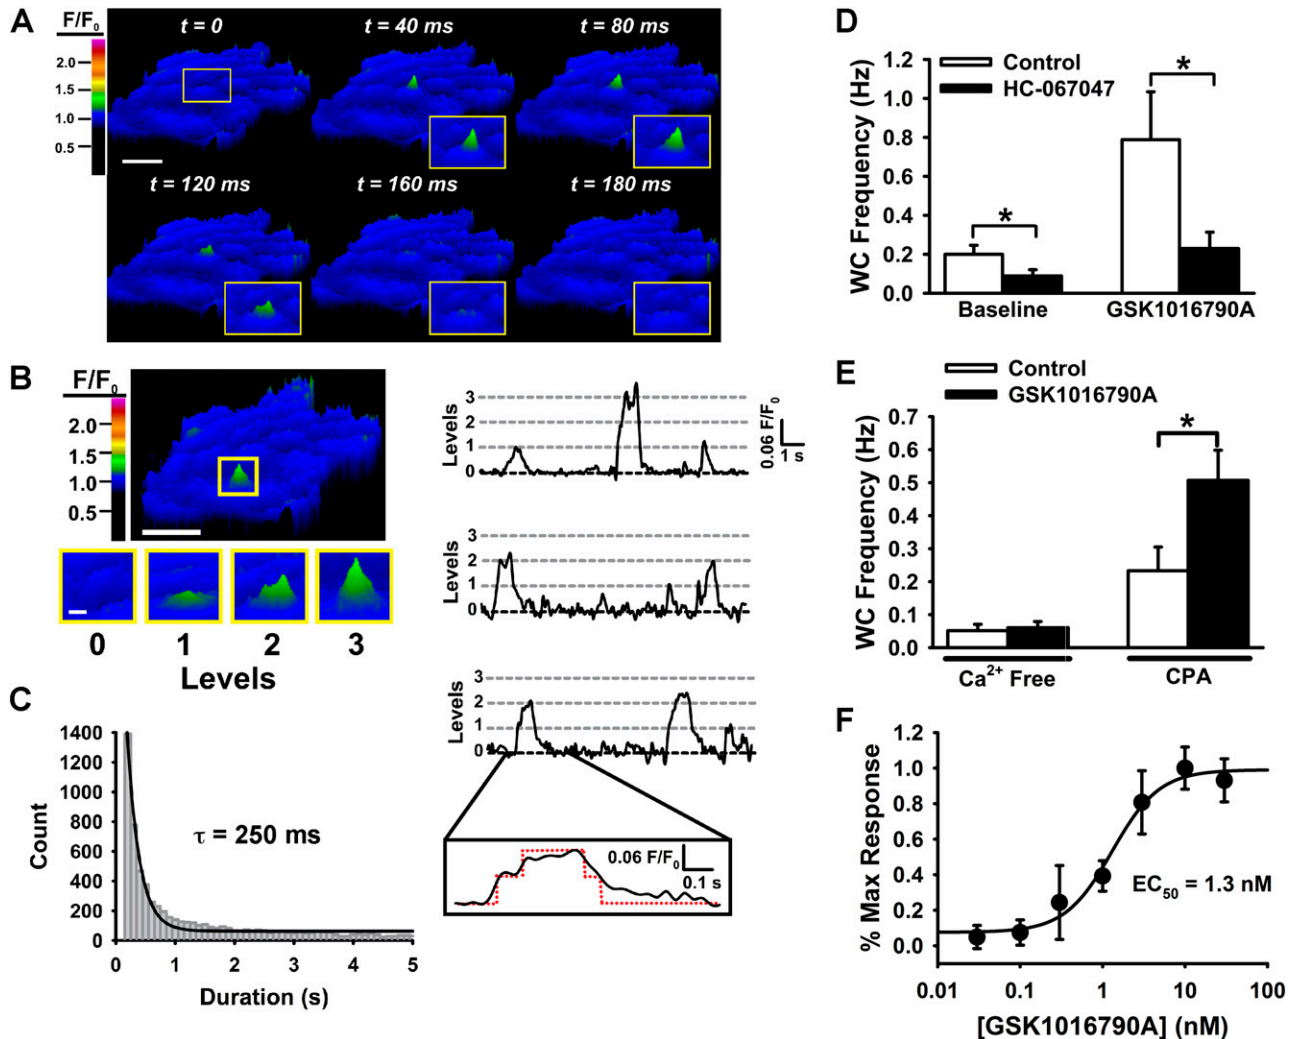 A
F/F0
t = 0
t = 40 ms
t = 80 ms
2.0
1.5
1.0
0.5
t = 120 ms
t = 160 ms
t = 180 ms
B
F/F0
2.0
1.5
1.0
0.5
0 1 2 3
Levels
Levels
3
2
1
0
0.06 F/F0
1 s
Levels
3
2
1
0
Levels
3
2
1
0
0.06 F/F0
0.1 s
C
Count
1400
1200
1000
800
600
400
200
0
τ = 250 ms
0 1 2 3 4 5
Duration (s)
D
Control
HC-067047
WC Frequency (Hz)
1.2
1.0
0.8
0.6
0.4
0.2
0.0
*
*
Baseline GSK1016790A
E
Control
GSK1016790A
WC Frequency (Hz)
0.7
0.6
0.5
0.4
0.3
0.2
0.1
0.0
*
Ca2+ Free CPA
F
% Max Response
1.2
1.0
0.8
0.6
0.4
0.2
0.0
EC50 = 1.3 nM
0.01 0.1 1 10 100
[GSK1016790A] (nM)